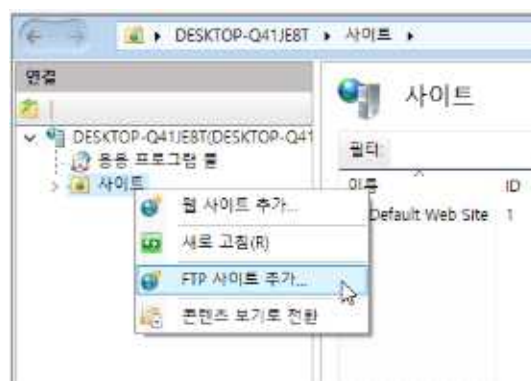 DESKTOP-Q41JE8T ▸ 사이트 ▸
연결
사이트
DESKTOP-Q41JE8T(DESKTOP-Q41
응용 프로그램 풀
사이트
필터:
이름 ID
Default Web Site 1
웹 사이트 추가...
새로 고침(R)
FTP 사이트 추가...
콘텐츠 보기로 전환